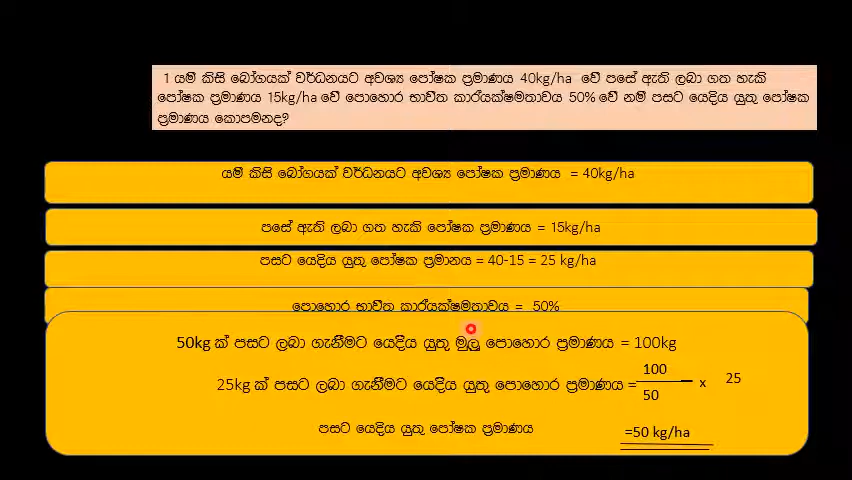 1 යම් කිසි බෝගයක් වර්ධනයට අවශ්‍ය පෝෂක ප්‍රමාණය 40kg/ha වේ පසේ ඇති ලබා ගත හැකි
පෝෂක ප්‍රමාණය 15kg/ha වේ පොහොර භාවිත කාර්යක්ෂමතාවය 50% වේ නම් පසට යෙදිය යුතු පෝෂක
ප්‍රමාණය කොපමනද?
යම් කිසි බෝගයක් වර්ධනයට අවශ්‍ය පෝෂක ප්‍රමාණය = 40kg/ha
පසේ ඇති ලබා ගත හැකි පෝෂක ප්‍රමාණය = 15kg/ha
පසට යෙදිය යුතු පෝෂක ප්‍රමානය = 40-15 = 25 kg/ha
පොහොර භාවිත කාර්යක්ෂමතාවය = 50%
50kg ක් පසට ලබා ගැනීමට යෙදිය යුතු මුලු පොහොර ප්‍රමාණය = 100kg
25kg ක් පසට ලබා ගැනීමට යෙදිය යුතු පොහොර ප්‍රමාණය = 100/50 x 25
පසට යෙදිය යුතු පෝෂක ප්‍රමාණය =50 kg/ha